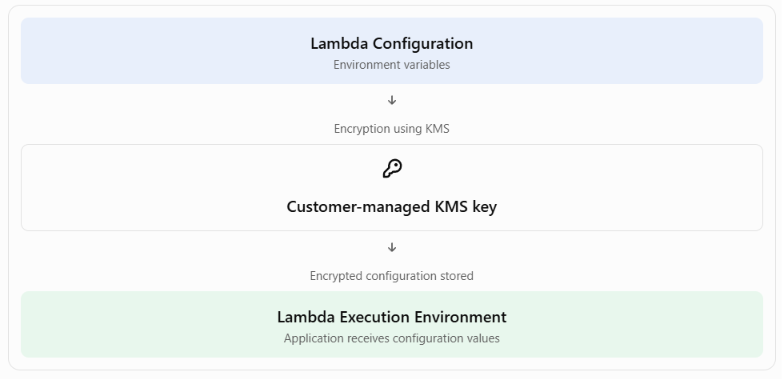 Lambda Configuration
Environment variables
Encryption using KMS
Customer-managed KMS key
Encrypted configuration stored
Lambda Execution Environment
Application receives configuration values